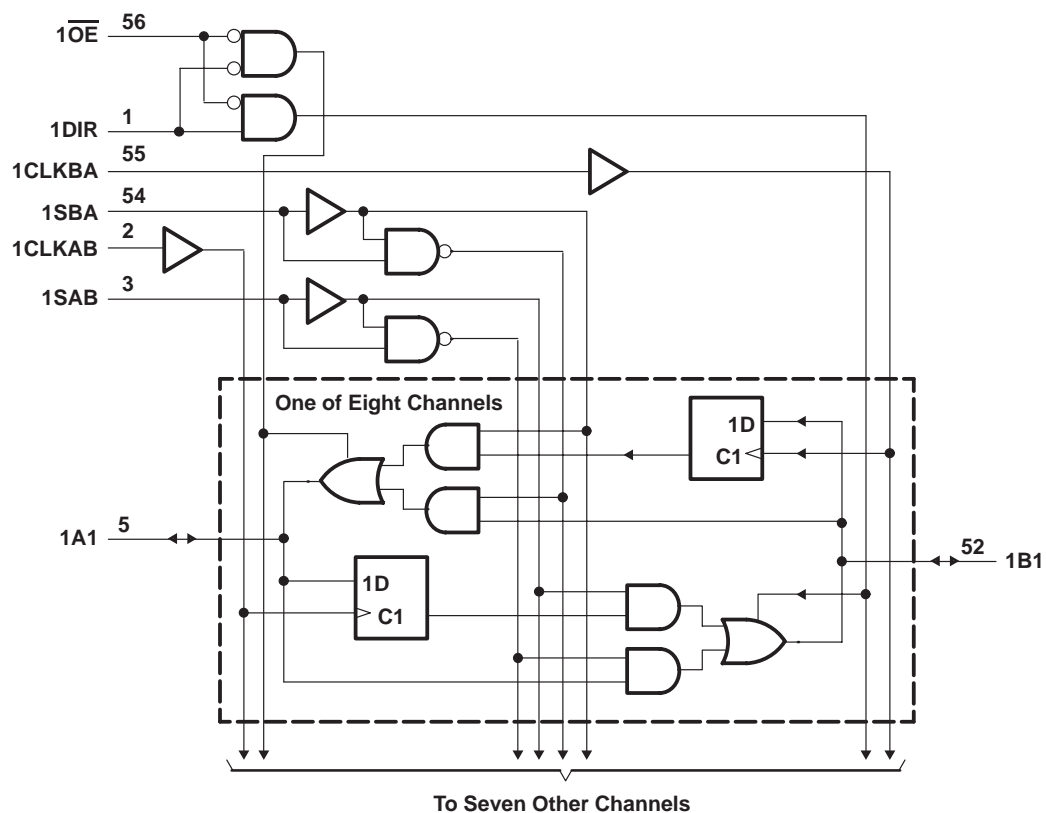 1O̅E̅ 56
1DIR 1
1CLKBA 55
1SBA 54
1CLKAB 2
1SAB 3
One of Eight Channels
1D
C1
1A1 5
52 1B1
1D
C1
To Seven Other Channels